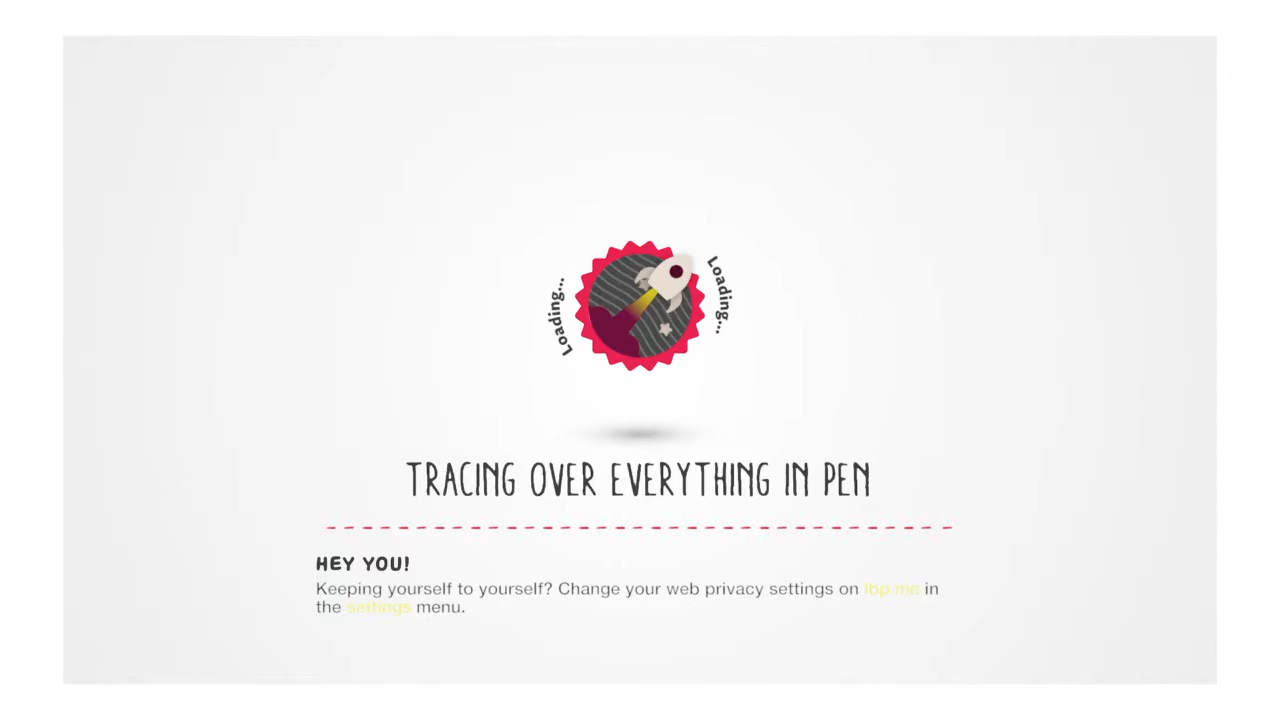 Loading...
Loading...
TRACING OVER EVERYTHING IN PEN
HEY YOU!
Keeping yourself to yourself? Change your web privacy settings on lbp.me in
the settings menu.